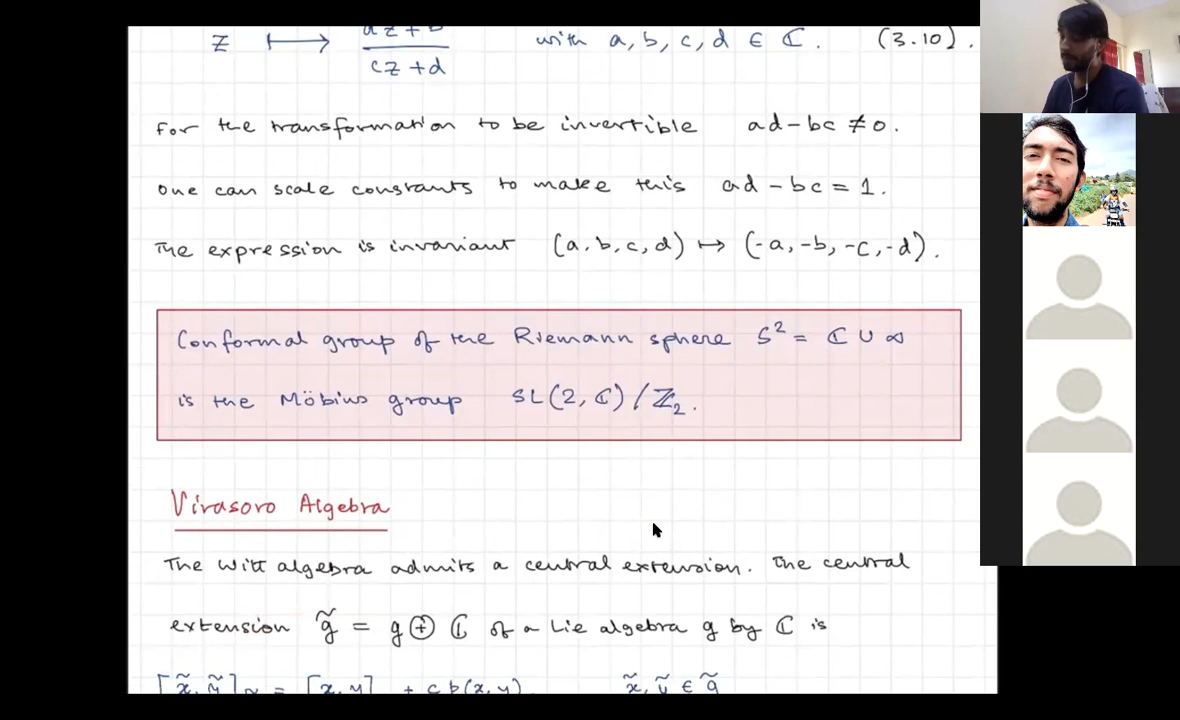 z ⟼ az + b / cz + d with a, b, c, d ∈ ℂ. (3.10).
For the transformation to be invertible ad - bc ≠ 0.
One can scale constants to make this ad - bc = 1.
The expression is invariant (a, b, c, d) ↦ (-a, -b, -c, -d).
Conformal group of the Riemann sphere S² = ℂ ∪ ∞
is the Möbius group SL(2, ℂ) / ℤ₂.
Virasoro Algebra
The Witt algebra admits a central extension. The central
extension g̃ = g ⊕ ℂ of a Lie algebra g by ℂ is
[x̃, ỹ]~ = [x, y] + c b(x, y) x̃, ỹ ∈ g̃